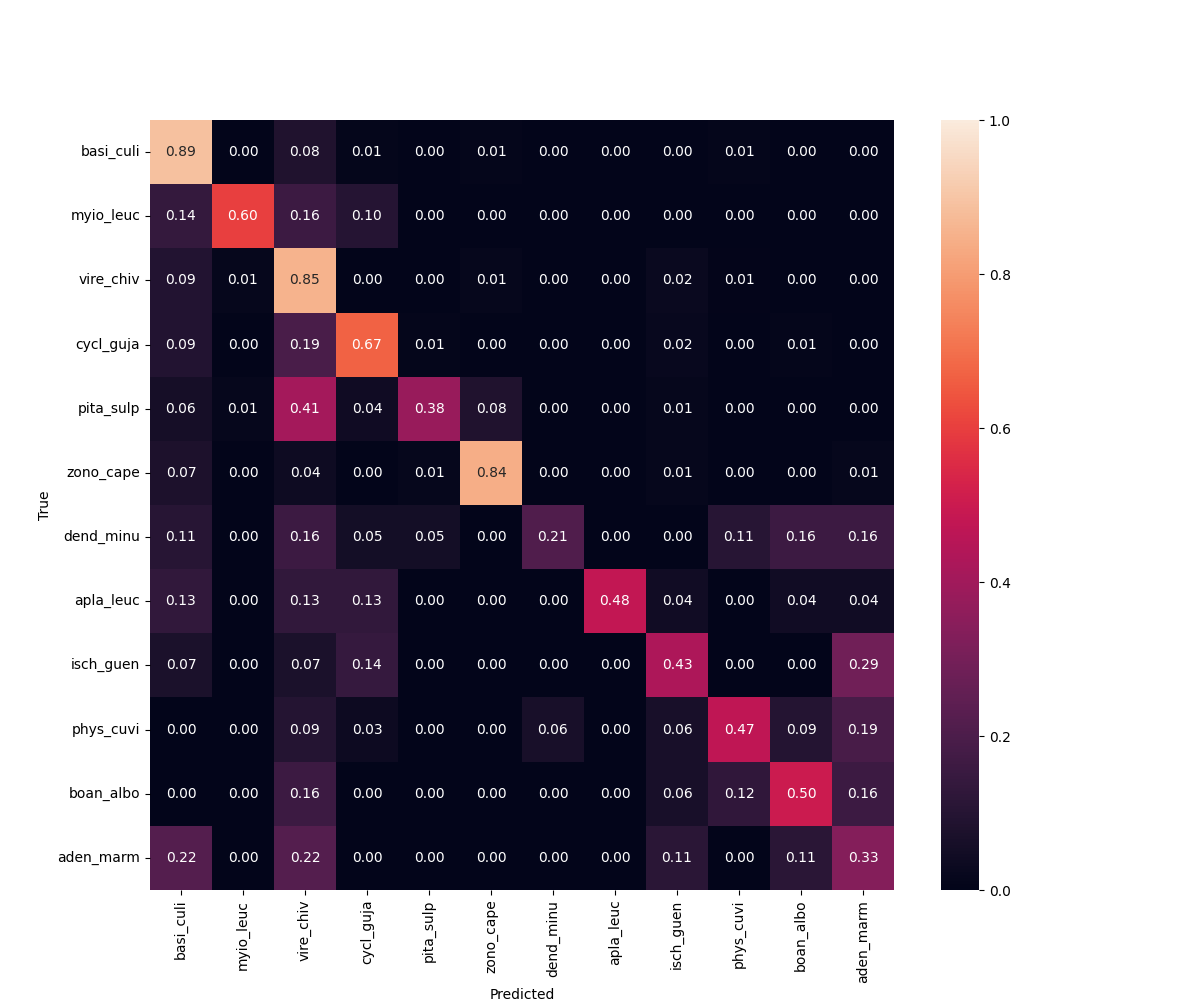 basi_culi 0.89 0.00 0.08 0.01 0.00 0.01 0.00 0.00 0.00 0.01 0.00 0.00
myio_leuc 0.14 0.60 0.16 0.10 0.00 0.00 0.00 0.00 0.00 0.00 0.00 0.00
vire_chiv 0.09 0.01 0.85 0.00 0.00 0.01 0.00 0.00 0.02 0.01 0.00 0.00
cycl_guja 0.09 0.00 0.19 0.67 0.01 0.00 0.00 0.00 0.02 0.00 0.01 0.00
pita_sulp 0.06 0.01 0.41 0.04 0.38 0.08 0.00 0.00 0.01 0.00 0.00 0.00
zono_cape 0.07 0.00 0.04 0.00 0.01 0.84 0.00 0.00 0.01 0.00 0.00 0.01
dend_minu 0.11 0.00 0.16 0.05 0.05 0.00 0.21 0.00 0.00 0.11 0.16 0.16
apla_leuc 0.13 0.00 0.13 0.13 0.00 0.00 0.00 0.48 0.04 0.00 0.04 0.04
isch_guen 0.07 0.00 0.07 0.14 0.00 0.00 0.00 0.00 0.43 0.00 0.00 0.29
phys_cuvi 0.00 0.00 0.09 0.03 0.00 0.00 0.06 0.00 0.06 0.47 0.09 0.19
boan_albo 0.00 0.00 0.16 0.00 0.00 0.00 0.00 0.00 0.06 0.12 0.50 0.16
aden_marm 0.22 0.00 0.22 0.00 0.00 0.00 0.00 0.00 0.11 0.00 0.11 0.33
basi_culi myio_leuc vire_chiv cycl_guja pita_sulp zono_cape dend_minu apla_leuc isch_guen phys_cuvi boan_albo aden_marm
Predicted
True
1.0
0.8
0.6
0.4
0.2
0.0